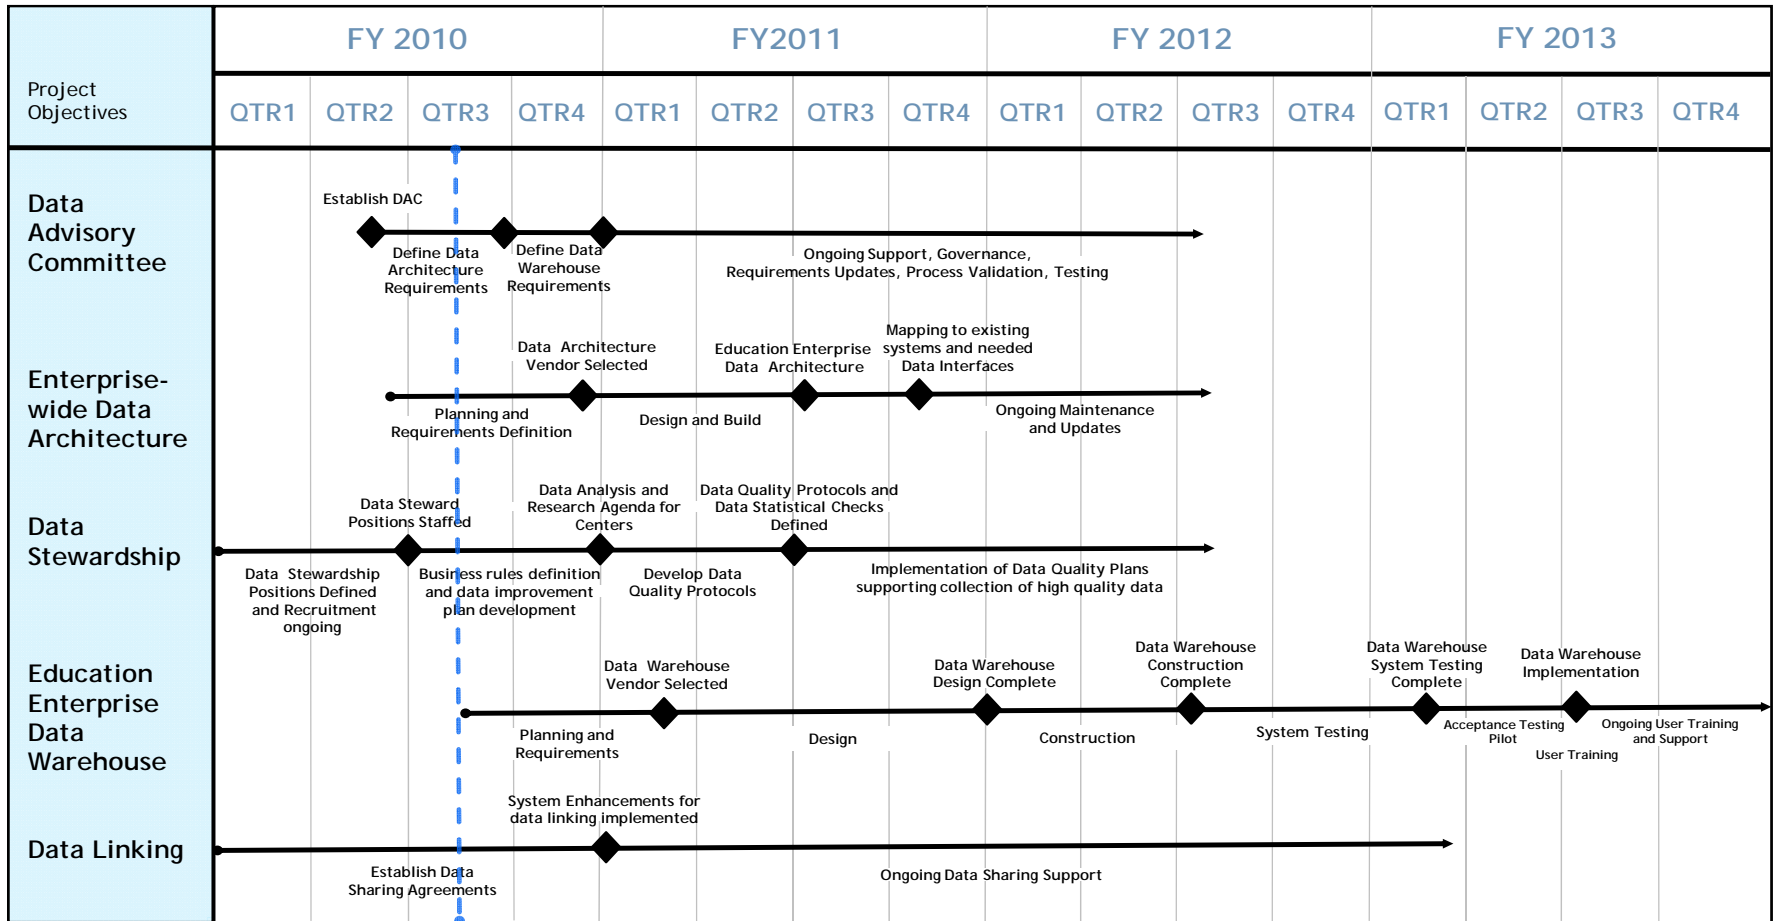 FY 2010
FY2011
FY 2012
FY 2013
Project
Objectives
QTR1
QTR2
QTR3
QTR4
QTR1
QTR2
QTR3
QTR4
QTR1
QTR2
QTR3
QTR4
QTR1
QTR2
QTR3
QTR4
Data
Advisory
Committee
Establish DAC
Define Data
Architecture
Requirements
Define Data
Warehouse
Requirements
Ongoing Support, Governance,
Requirements Updates, Process Validation, Testing
Enterprise-
wide Data
Architecture
Data Architecture
Vendor Selected
Education Enterprise
Data Architecture
Mapping to existing
systems and needed
Data Interfaces
Planning and
Requirements Definition
Design and Build
Ongoing Maintenance
and Updates
Data
Stewardship
Data Steward
Positions Staffed
Data Analysis and
Research Agenda for
Centers
Data Quality Protocols and
Data Statistical Checks
Defined
Data Stewardship
Positions Defined
and Recruitment
ongoing
Business rules definition
and data improvement
plan development
Develop Data
Quality Protocols
Implementation of Data Quality Plans
supporting collection of high quality data
Education
Enterprise
Data
Warehouse
Data Warehouse
Vendor Selected
Data Warehouse
Design Complete
Data Warehouse
Construction
Complete
Data Warehouse
System Testing
Complete
Data Warehouse
Implementation
Planning and
Requirements
Design
Construction
System Testing
Acceptance Testing
Pilot
User Training
Ongoing User Training
and Support
Data Linking
System Enhancements for
data linking implemented
Establish Data
Sharing Agreements
Ongoing Data Sharing Support